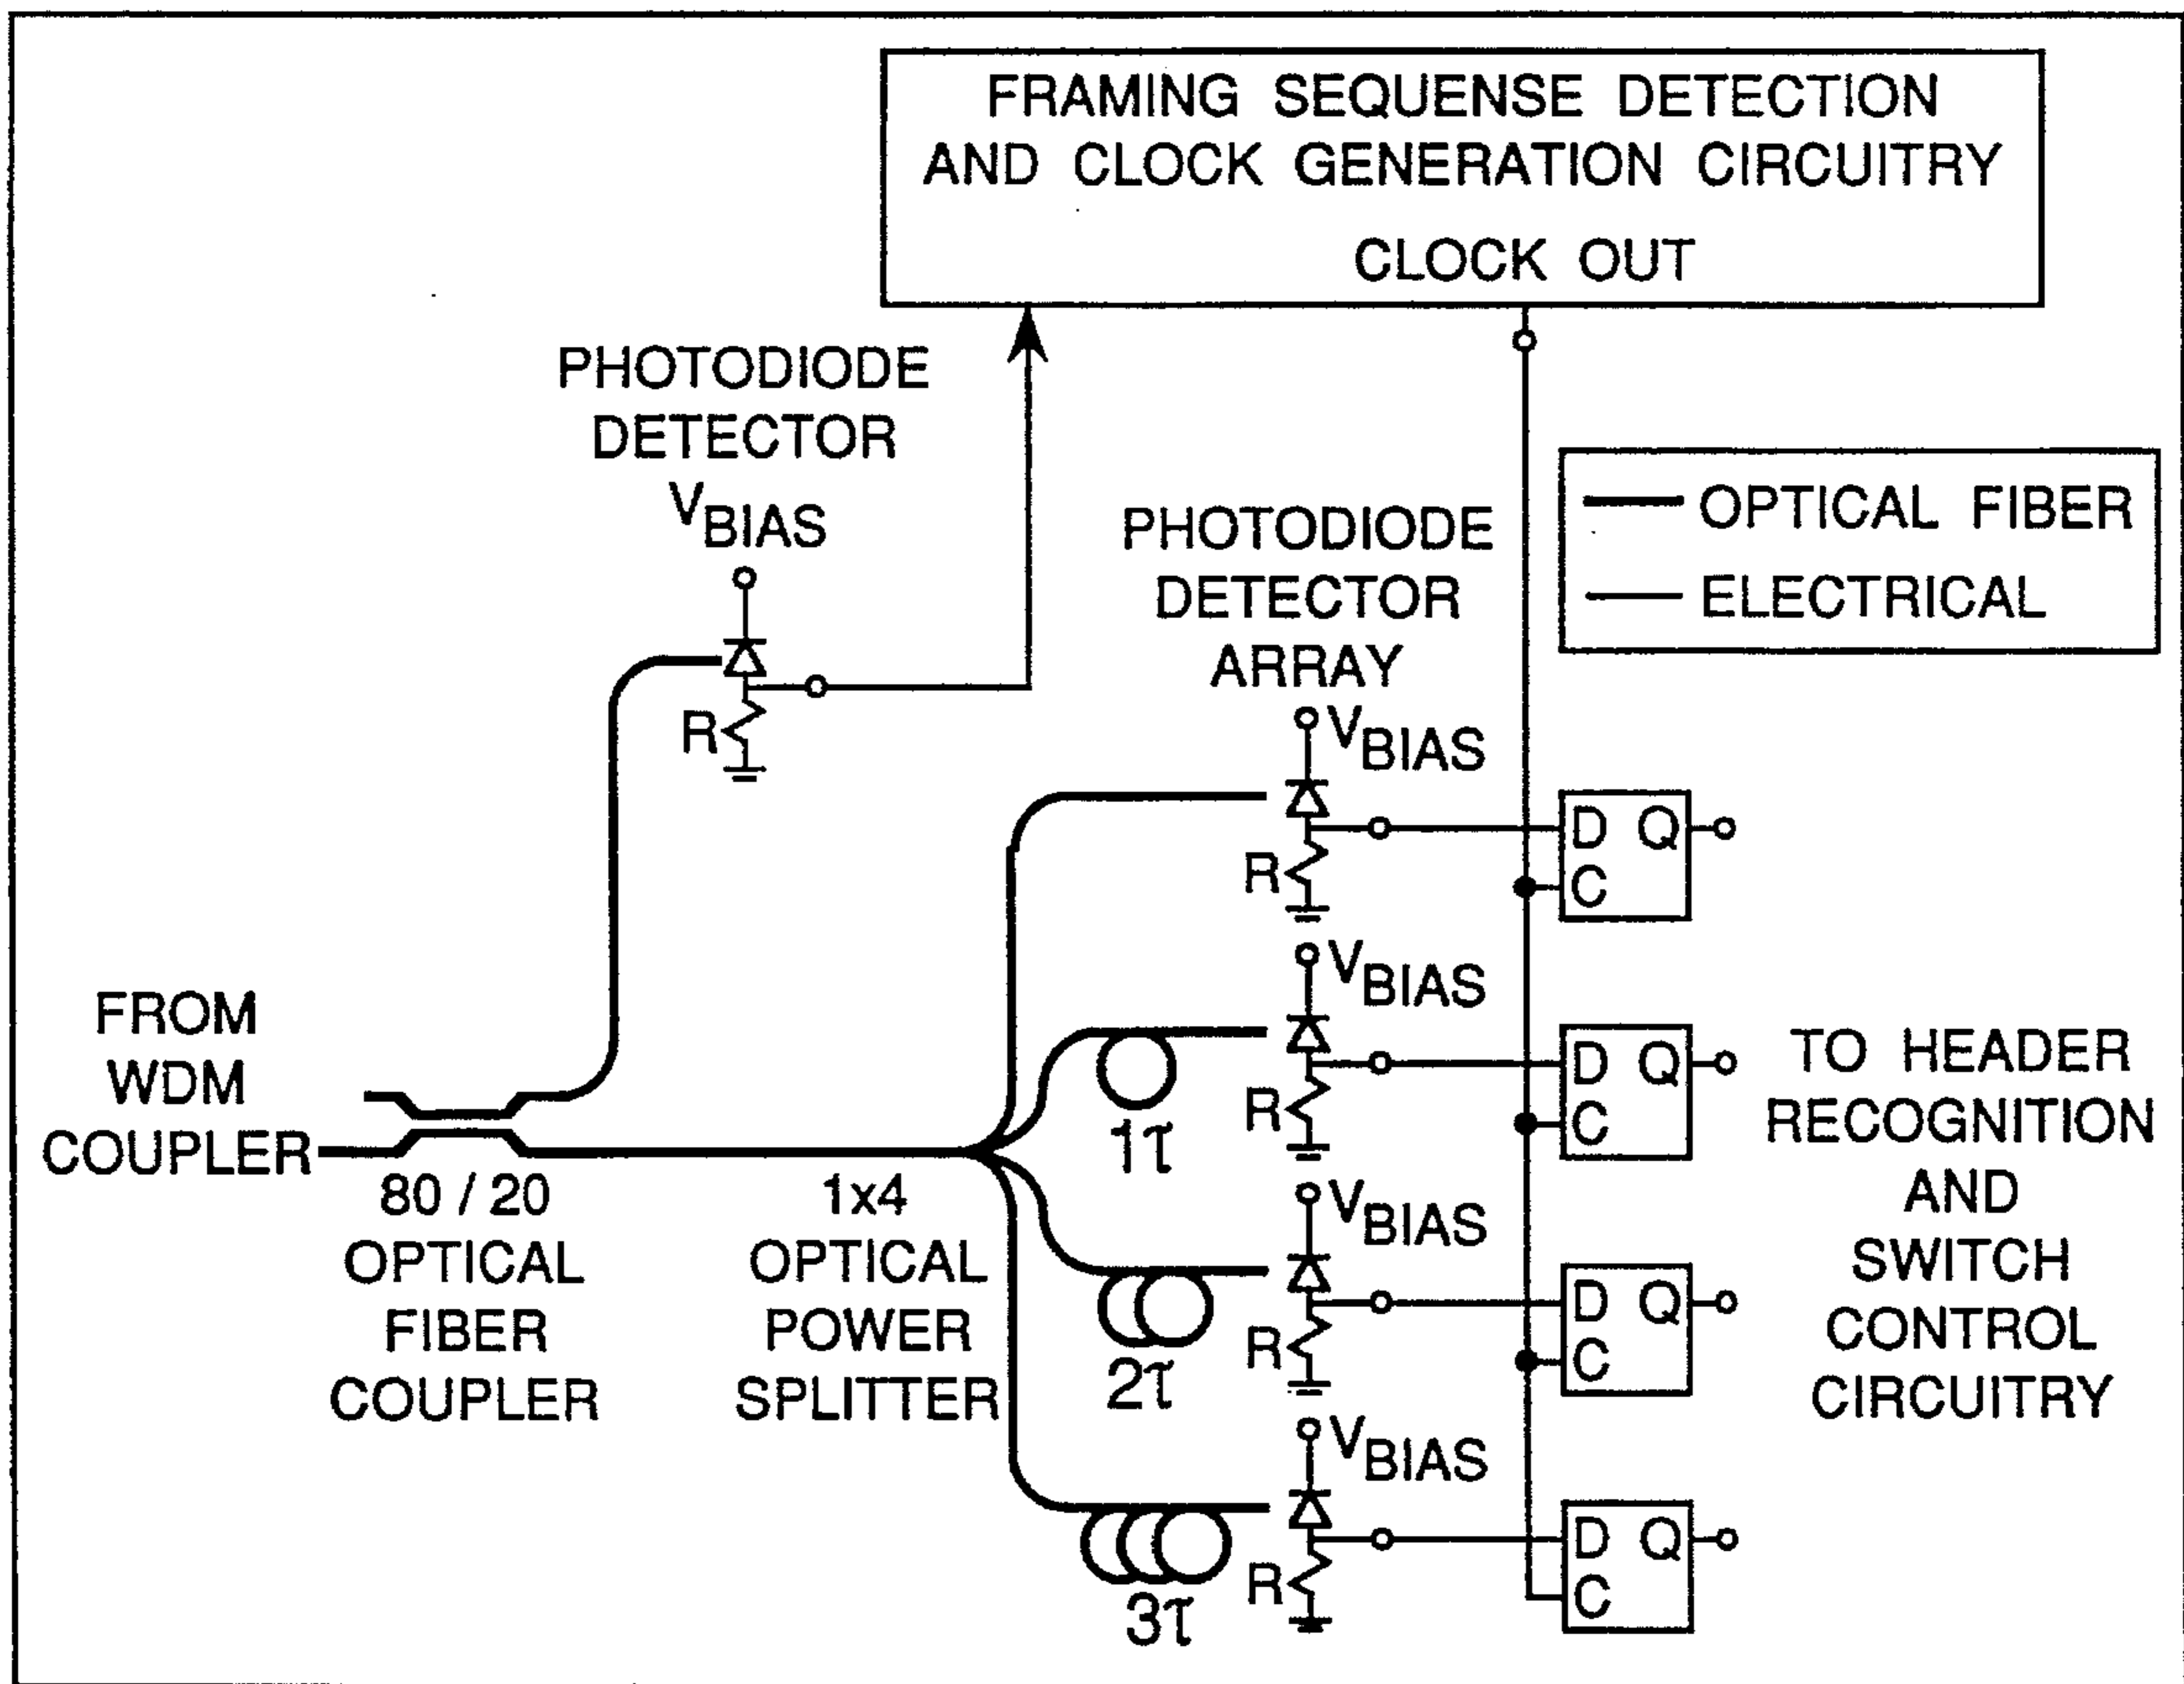 FRAMING SEQUENSE DETECTION
AND CLOCK GENERATION CIRCUITRY
CLOCK OUT
PHOTODIODE
DETECTOR
VBIAS
R
OPTICAL FIBER
ELECTRICAL
PHOTODIODE
DETECTOR
ARRAY
VBIAS
R
D Q
C
VBIAS
R
D Q
C
VBIAS
R
D Q
C
VBIAS
R
D Q
C
FROM
WDM
COUPLER
80 / 20
OPTICAL
FIBER
COUPLER
1x4
OPTICAL
POWER
SPLITTER
1τ
2τ
3τ
TO HEADER
RECOGNITION
AND
SWITCH
CONTROL
CIRCUITRY